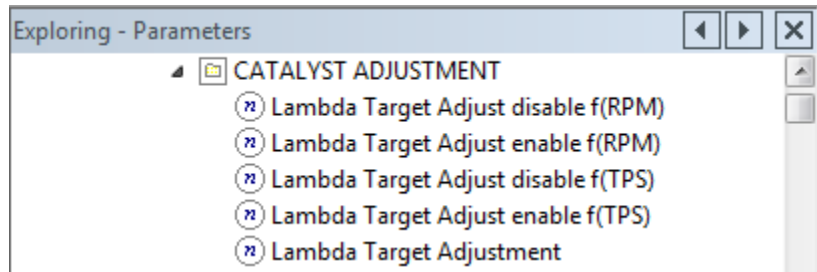 Exploring - Parameters
CATALYST ADJUSTMENT
n Lambda Target Adjust disable f(RPM)
n Lambda Target Adjust enable f(RPM)
n Lambda Target Adjust disable f(TPS)
n Lambda Target Adjust enable f(TPS)
n Lambda Target Adjustment